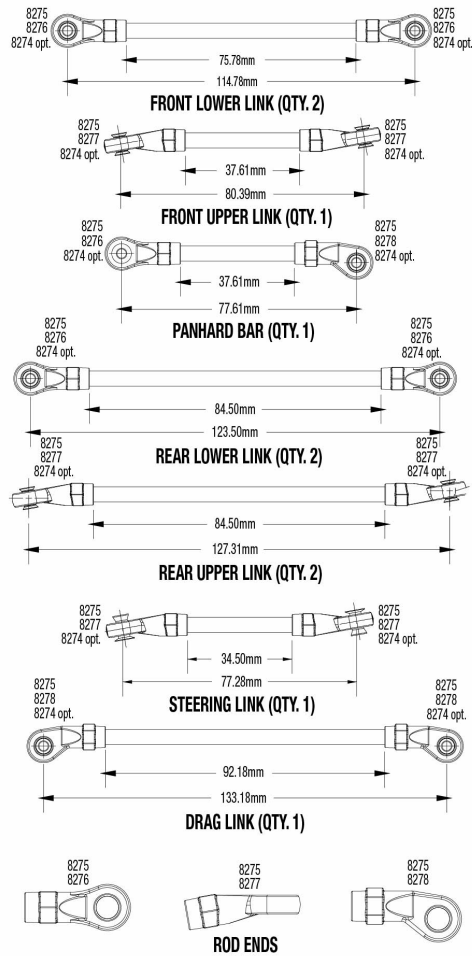 8275
8276
8274 opt.
8275
8276
8274 opt.
75.78mm
114.78mm
FRONT LOWER LINK (QTY. 2)
8275
8277
8274 opt.
8275
8277
8274 opt.
37.61mm
80.39mm
FRONT UPPER LINK (QTY. 1)
8275
8276
8274 opt.
8275
8278
8274 opt.
37.61mm
77.61mm
PANHARD BAR (QTY. 1)
8275
8276
8274 opt.
8275
8276
8274 opt.
84.50mm
123.50mm
REAR LOWER LINK (QTY. 2)
8275
8277
8274 opt.
8275
8277
8274 opt.
84.50mm
127.31mm
REAR UPPER LINK (QTY. 2)
8275
8277
8274 opt.
8275
8277
8274 opt.
34.50mm
77.28mm
STEERING LINK (QTY. 1)
8275
8278
8274 opt.
8275
8278
8274 opt.
92.18mm
133.18mm
DRAG LINK (QTY. 1)
8275
8276
8275
8277
8275
8278
ROD ENDS